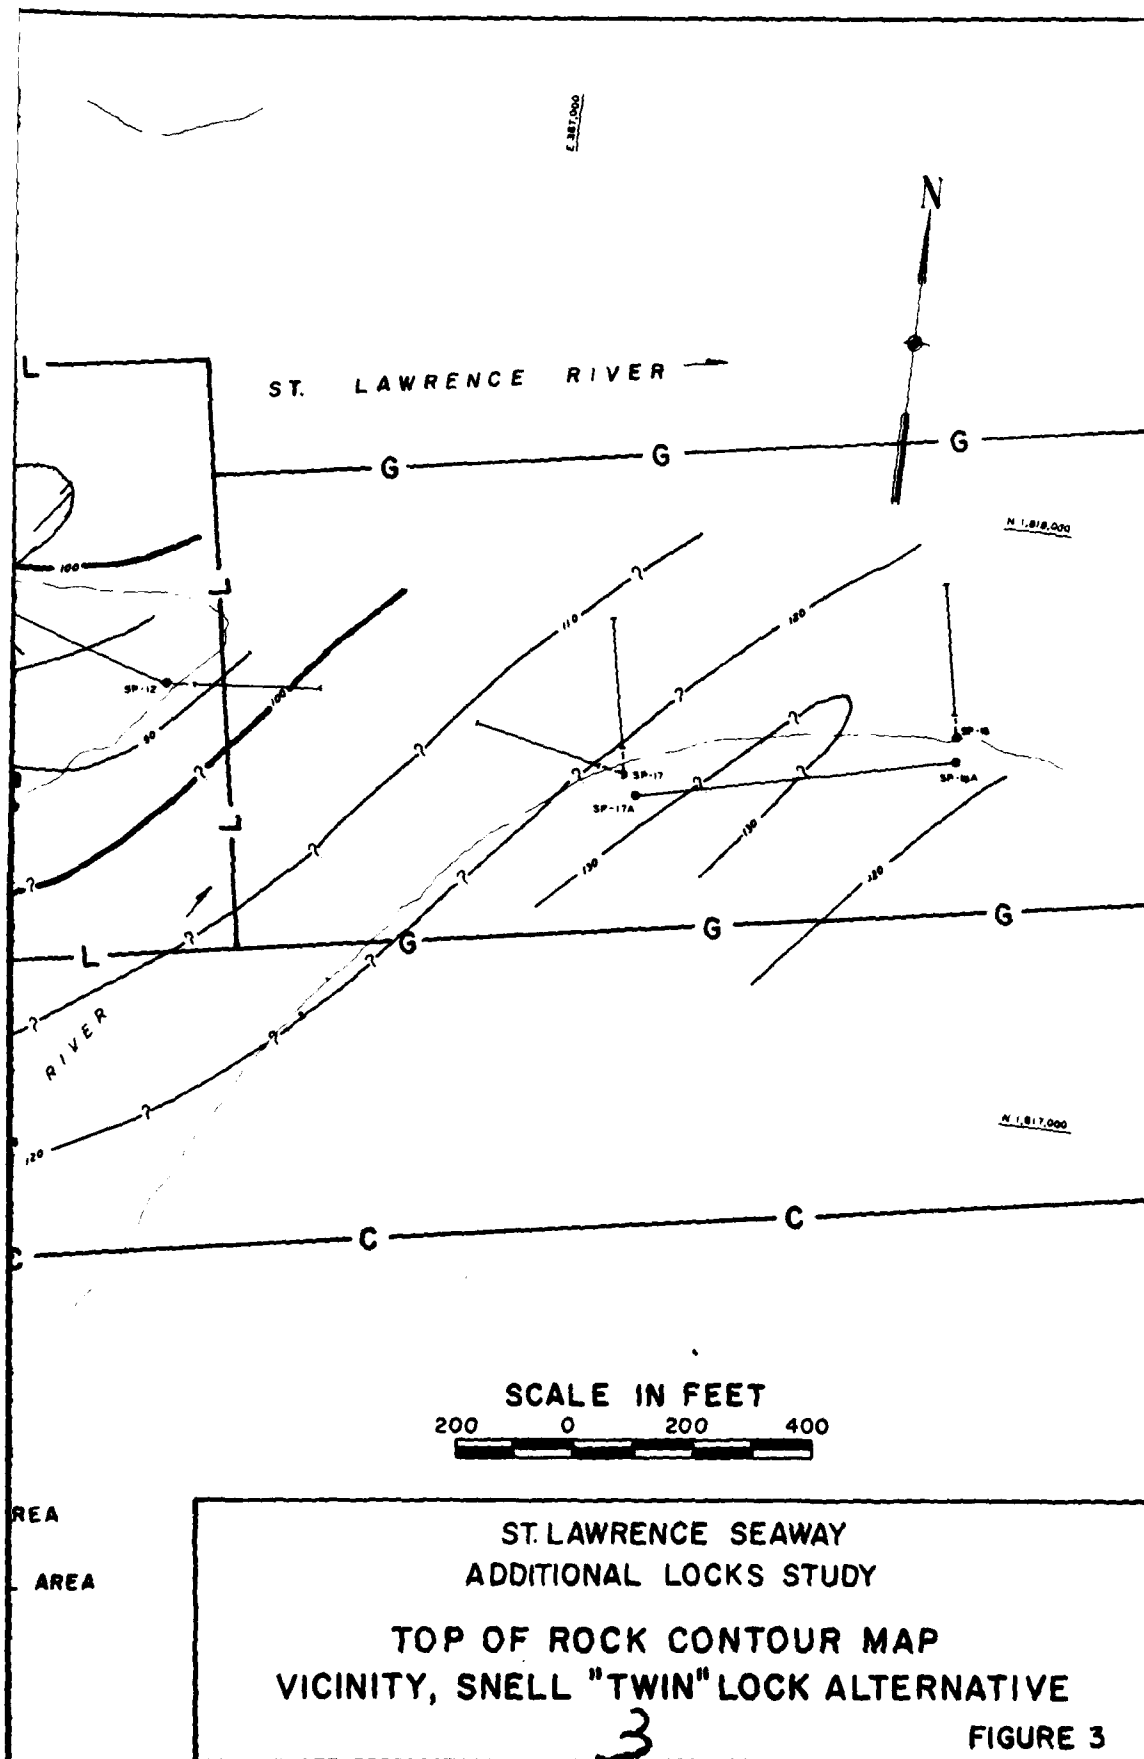 E 387,000
N
L
ST. LAWRENCE RIVER
G G G
N 1,818,000
100
L
110
120
SP-12
100
90
?
SP-17
SP-17A
SP-18
SP-18A
130
130
120
L
L
G G G
RIVER
120
N 1,817,000
C C C
SCALE IN FEET
200 0 200 400
REA
AREA
ST. LAWRENCE SEAWAY
ADDITIONAL LOCKS STUDY
TOP OF ROCK CONTOUR MAP
VICINITY, SNELL "TWIN" LOCK ALTERNATIVE
3
FIGURE 3